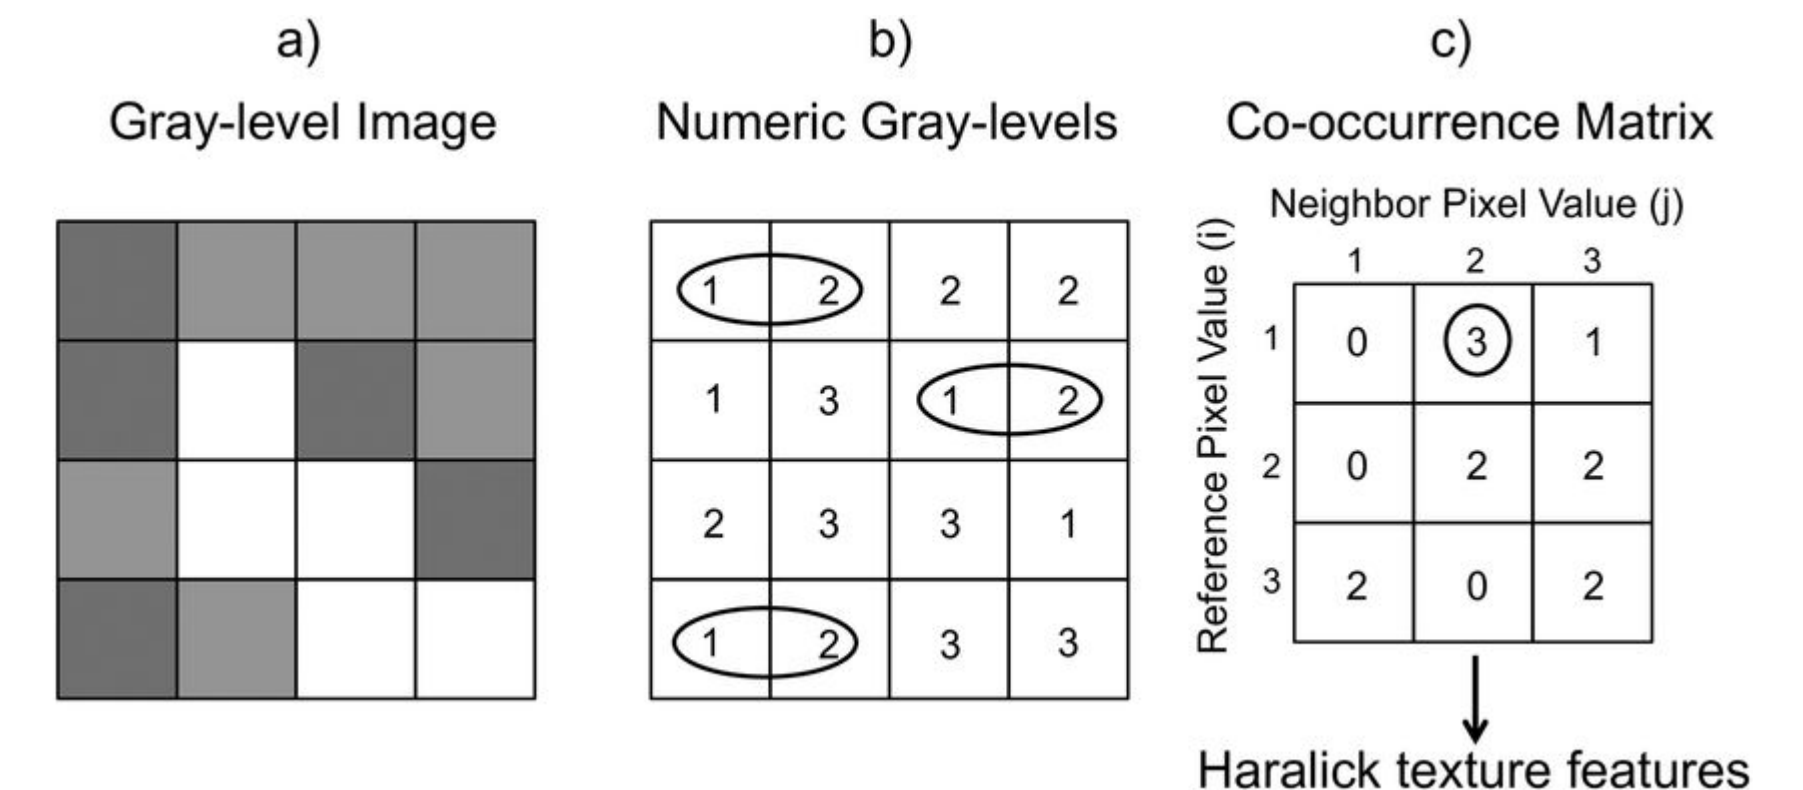 a)
Gray-level Image
b)
Numeric Gray-levels
1 2 2 2
1 3 1 2
2 3 3 1
1 2 3 3
c)
Co-occurrence Matrix
Neighbor Pixel Value (j)
Reference Pixel Value (i)
1 2 3
1 0 3 1
2 0 2 2
3 2 0 2
Haralick texture features